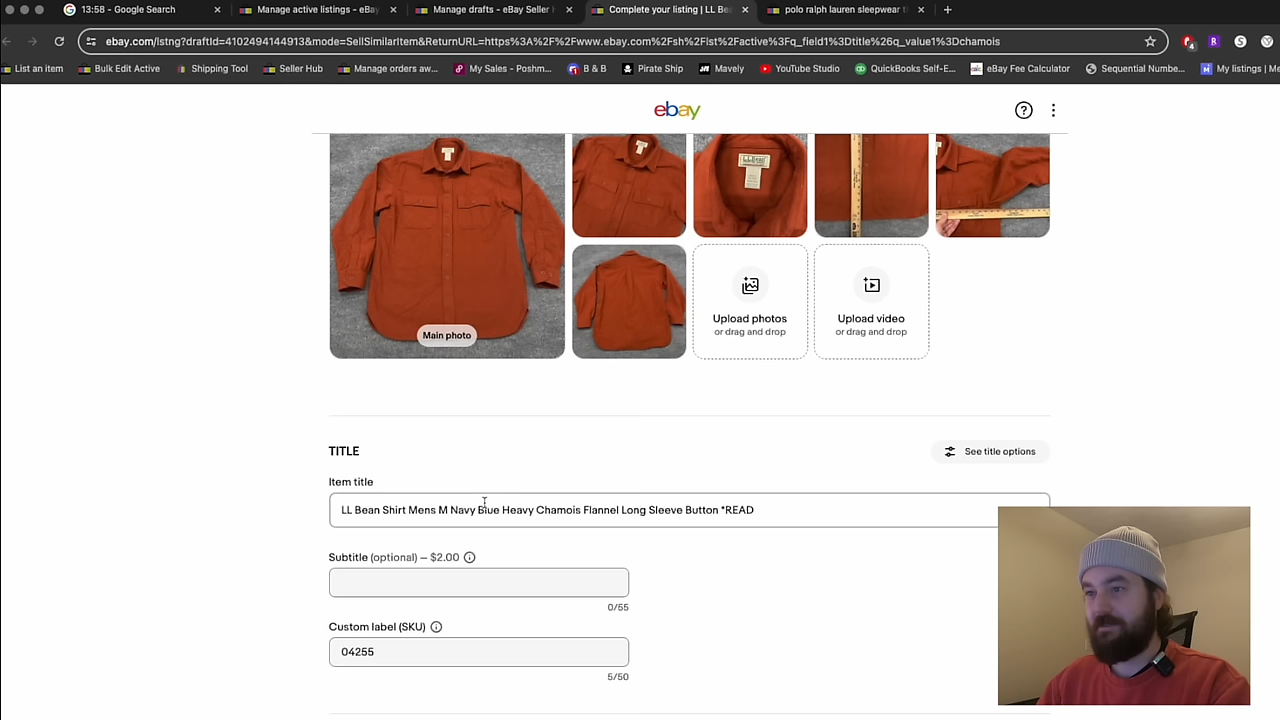 13:58 - Google Search
Manage active listings - eBay
Manage drafts - eBay Seller
Complete your listing | LL Be
polo ralph lauren sleepwear
ebay.com/lstng?draftId=4102494144913&mode=SellSimilarItem&ReturnURL=https%3A%2F%2Fwww.ebay.com%2Fsh%2Flst%2Factive%3Fq_field1%3Dtitle%26q_value1%3Dchamois
4
List an item
Bulk Edit Active
Shipping Tool
Seller Hub
Manage orders aw...
My Sales - Poshm...
B & B
Pirate Ship
Mavely
YouTube Studio
QuickBooks Self-E...
eBay Fee Calculator
Sequential Numbe...
My listings | Me
ebay
L.L.Bean
Main photo
Upload photos
or drag and drop
Upload video
or drag and drop
TITLE
See title options
Item title
LL Bean Shirt Mens M Navy Blue Heavy Chamois Flannel Long Sleeve Button *READ
Subtitle (optional) – $2.00
0/55
Custom label (SKU)
04255
5/50